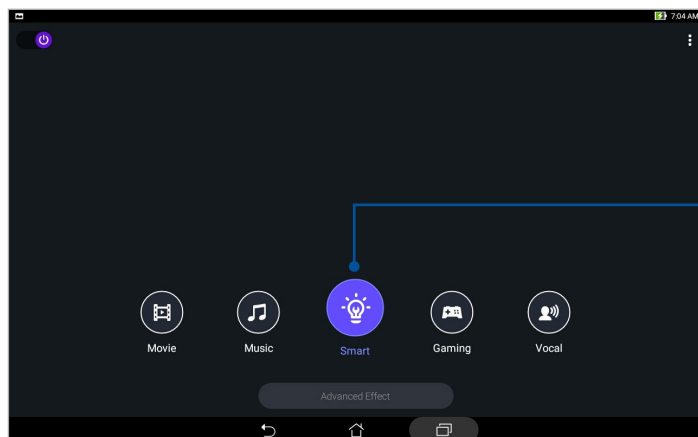 7:04 AM
Movie
Music
Smart
Gaming
Vocal
Advanced Effect